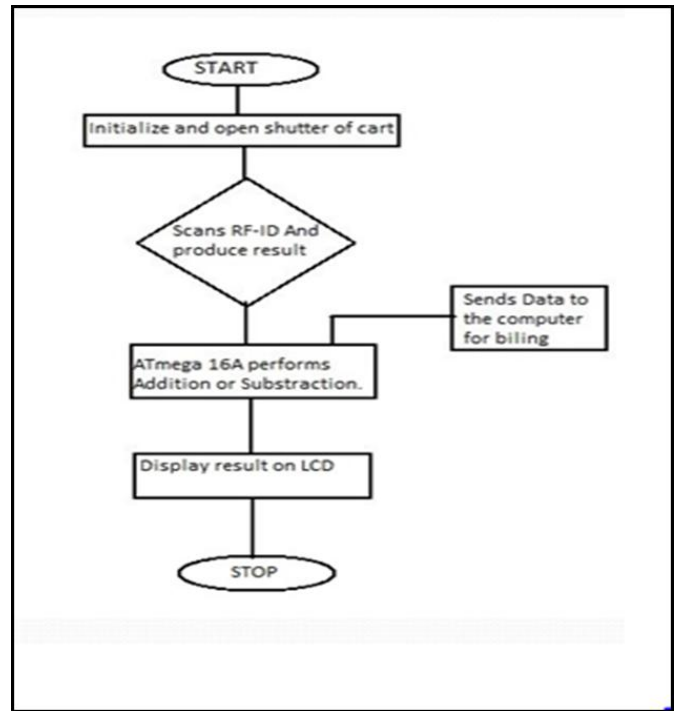 START
Initialize and open shutter of cart
Scans RF-ID And
produce result
Sends Data to
the computer
for biling
ATmega 16A performs
Addition or Substraction.
Display result on LCD
STOP